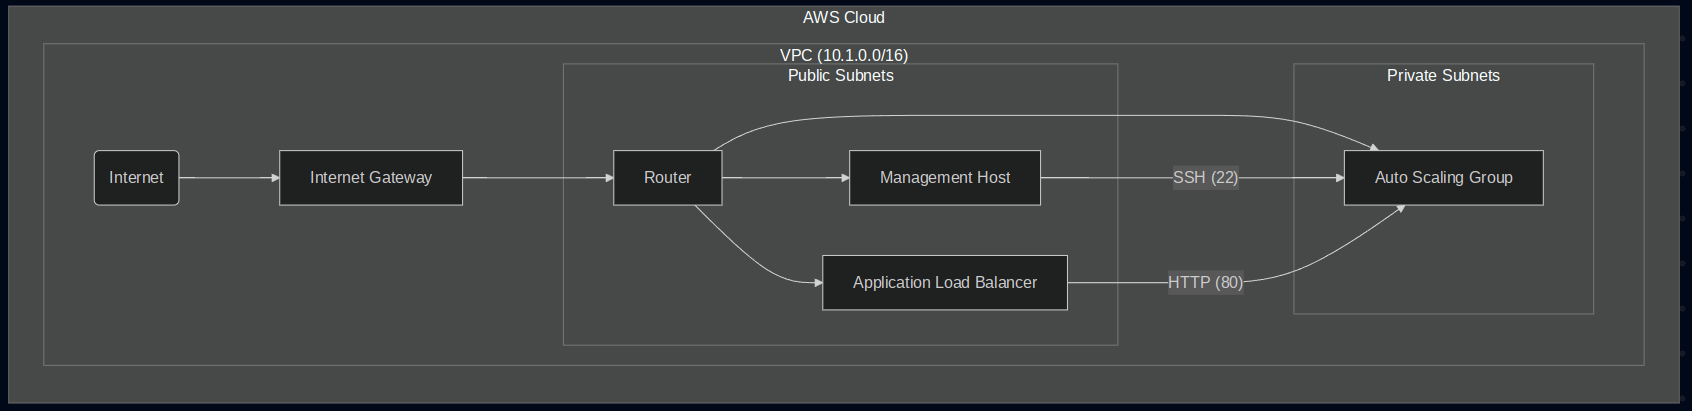 AWS Cloud
VPC (10.1.0.0/16)
Public Subnets
Private Subnets
Internet
Internet Gateway
Router
Management Host
SSH (22)
Auto Scaling Group
Application Load Balancer
HTTP (80)